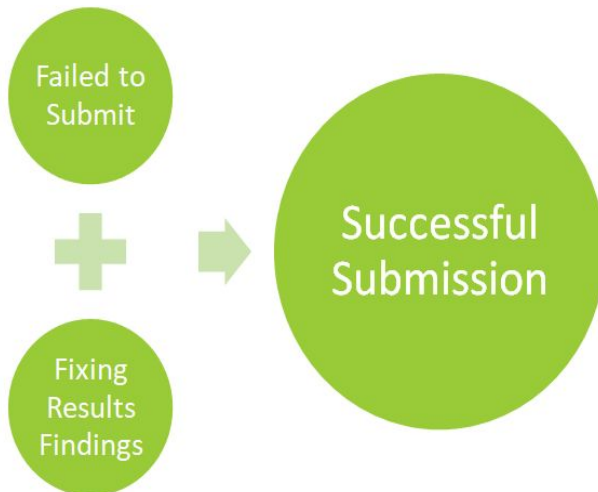 Failed to
Submit
Fixing
Results
Findings
Successful
Submission